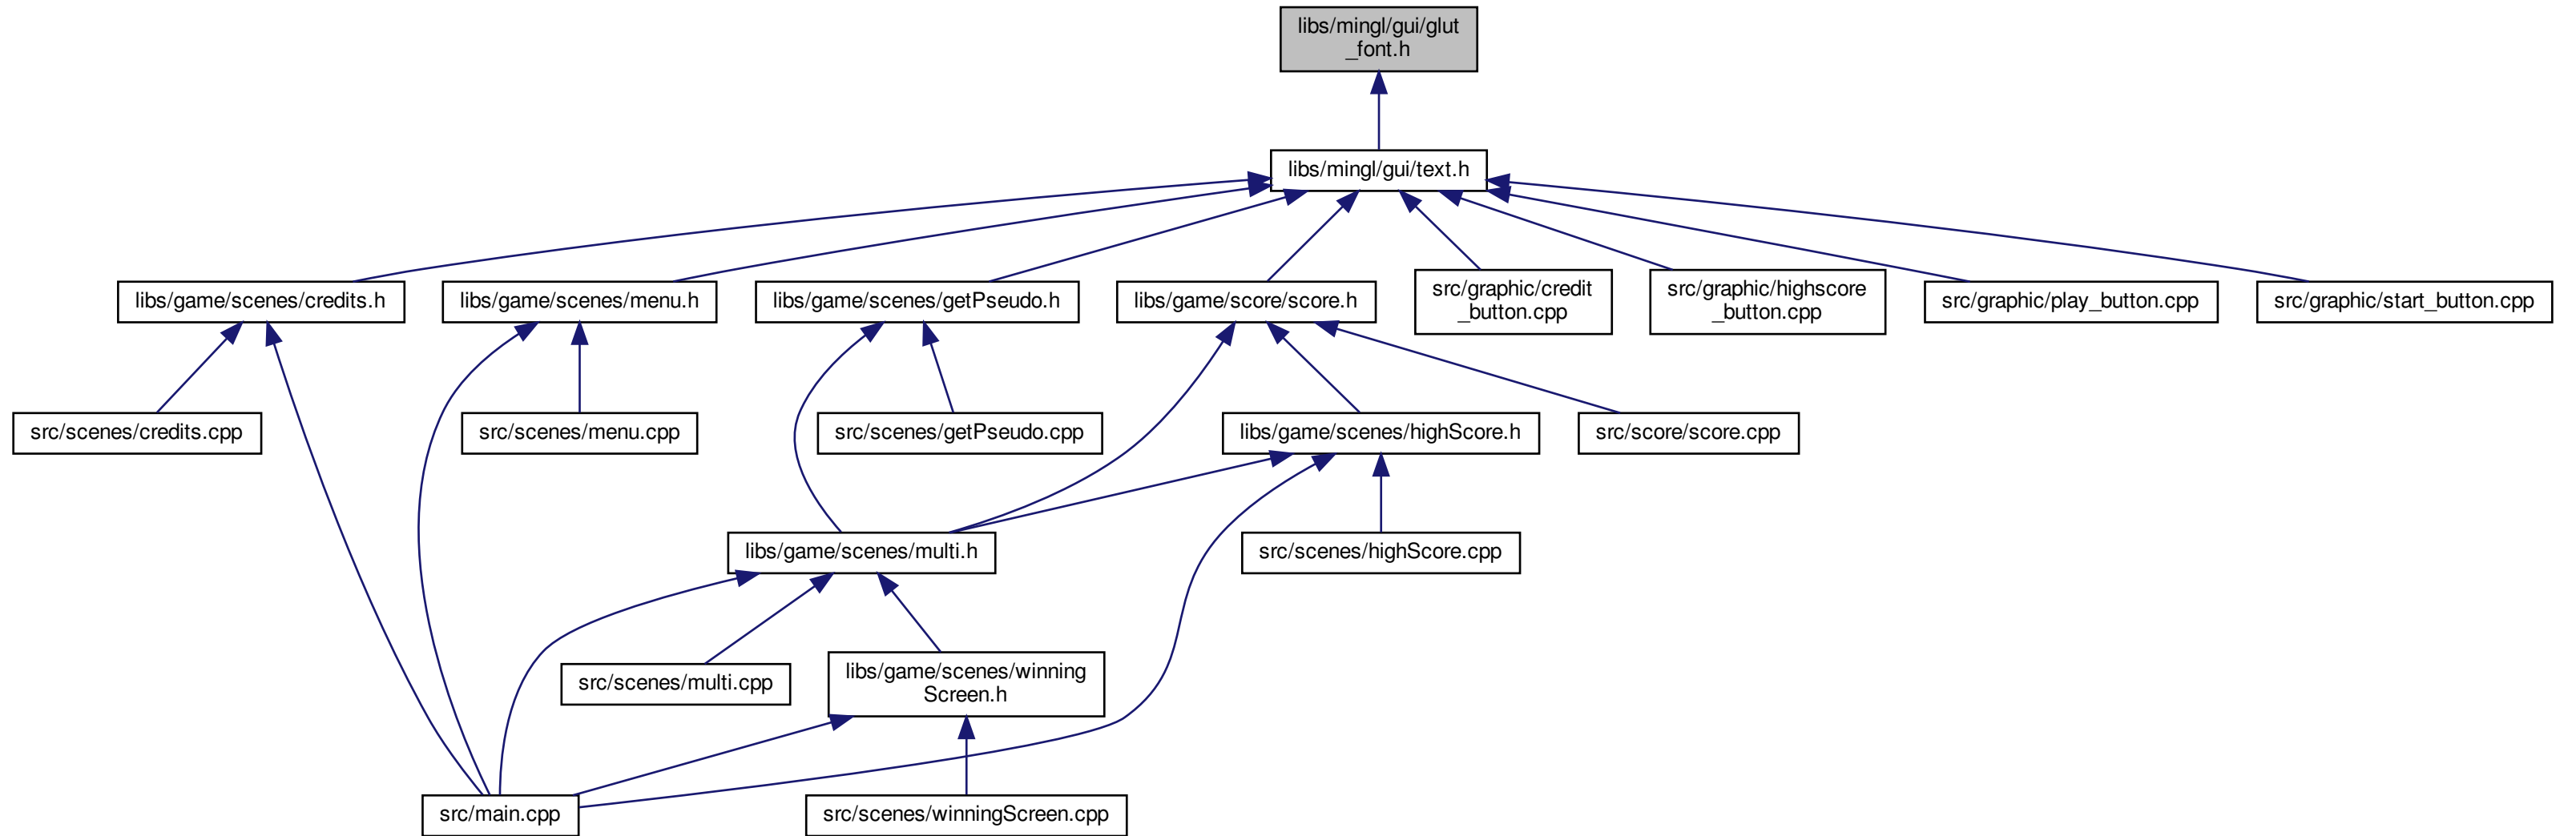 libs/mingl/gui/glut
_font.h
libs/mingl/gui/text.h
libs/game/scenes/credits.h
libs/game/scenes/menu.h
libs/game/scenes/getPseudo.h
libs/game/score/score.h
src/graphic/credit
_button.cpp
src/graphic/highscore
_button.cpp
src/graphic/play_button.cpp
src/graphic/start_button.cpp
src/scenes/credits.cpp
src/scenes/menu.cpp
src/scenes/getPseudo.cpp
libs/game/scenes/highScore.h
src/score/score.cpp
libs/game/scenes/multi.h
src/scenes/highScore.cpp
src/scenes/multi.cpp
libs/game/scenes/winning
Screen.h
src/main.cpp
src/scenes/winningScreen.cpp